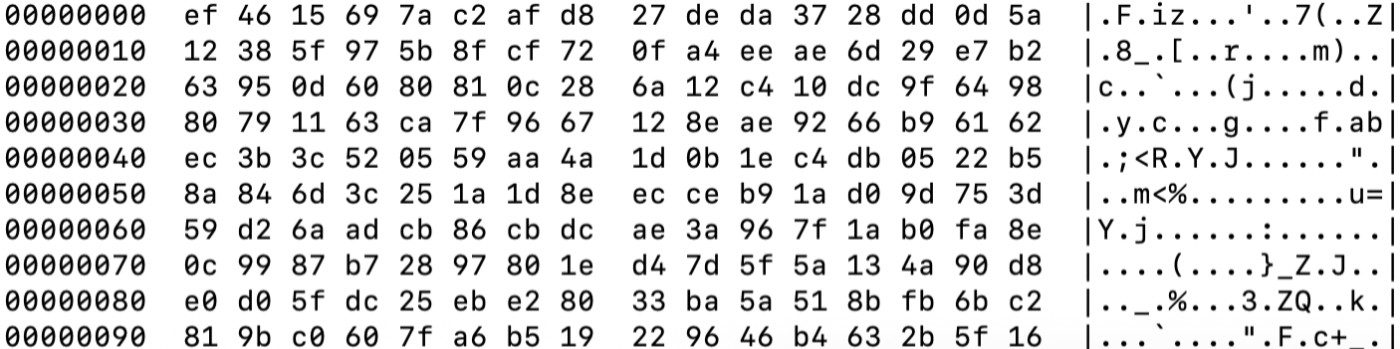 00000000  ef 46 15 69 7a c2 af d8  27 de da 37 28 dd 0d 5a  |.F.iz...'..7(..Z|
00000010  12 38 5f 97 5b 8f cf 72  0f a4 ee ae 6d 29 e7 b2  |.8_.[..r....m)..|
00000020  63 95 0d 60 80 81 0c 28  6a 12 c4 10 dc 9f 64 98  |c..`...(j.....d.|
00000030  80 79 11 63 ca 7f 96 67  12 8e ae 92 66 b9 61 62  |.y.c...g....f.ab|
00000040  ec 3b 3c 52 05 59 aa 4a  1d 0b 1e c4 db 05 22 b5  |.;<R.Y.J......".|
00000050  8a 84 6d 3c 25 1a 1d 8e  ec ce b9 1a d0 9d 75 3d  |..m<%.........u=|
00000060  59 d2 6a ad cb 86 cb dc  ae 3a 96 7f 1a b0 fa 8e  |Y.j......:......|
00000070  0c 99 87 b7 28 97 80 1e  d4 7d 5f 5a 13 4a 90 d8  |....(....}_Z.J..|
00000080  e0 d0 5f dc 25 eb e2 80  33 ba 5a 51 8b fb 6b c2  |.._.%...3.ZQ..k.|
00000090  81 9b c0 60 7f a6 b5 19  22 96 46 b4 63 2b 5f 16  |...`....".F.c+_.|